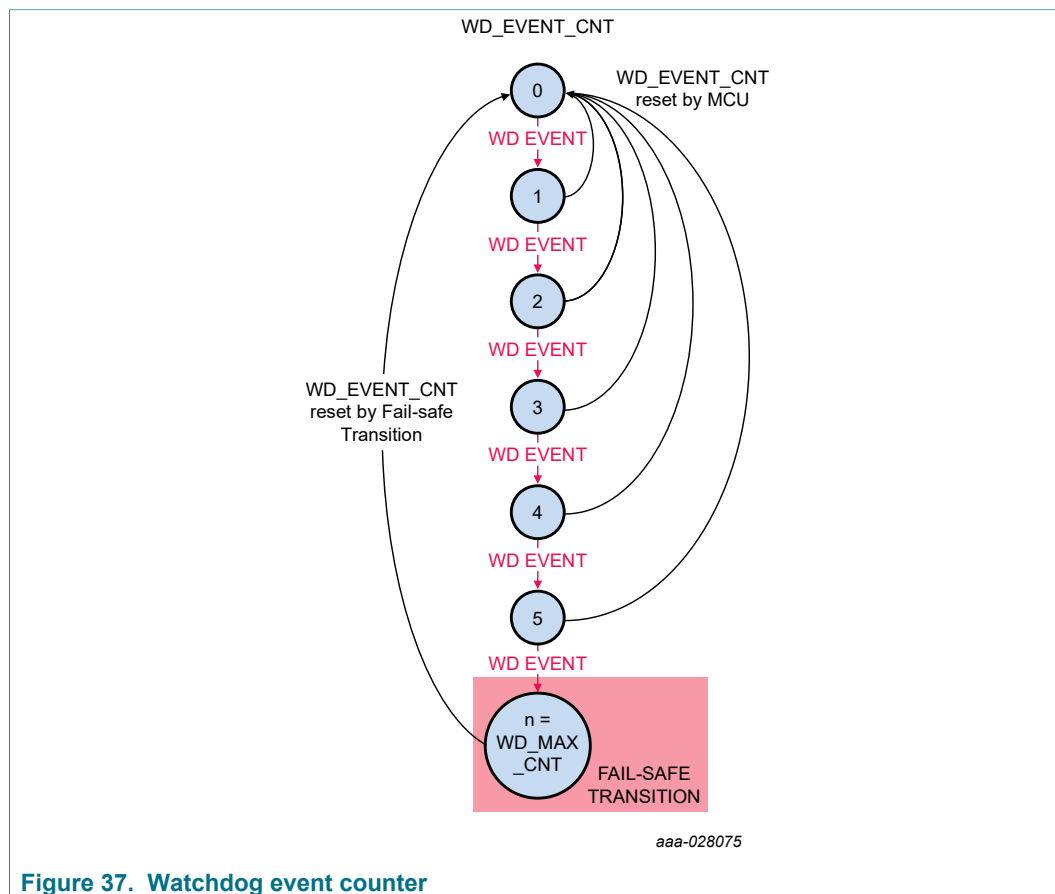 WD_EVENT_CNT
WD_EVENT_CNT
reset by MCU
0
WD EVENT
1
WD EVENT
2
WD EVENT
3
WD_EVENT_CNT
reset by Fail-safe
Transition
WD EVENT
4
WD EVENT
5
WD EVENT
n =
WD_MAX
_CNT
FAIL-SAFE
TRANSITION
aaa-028075
Figure 37. Watchdog event counter